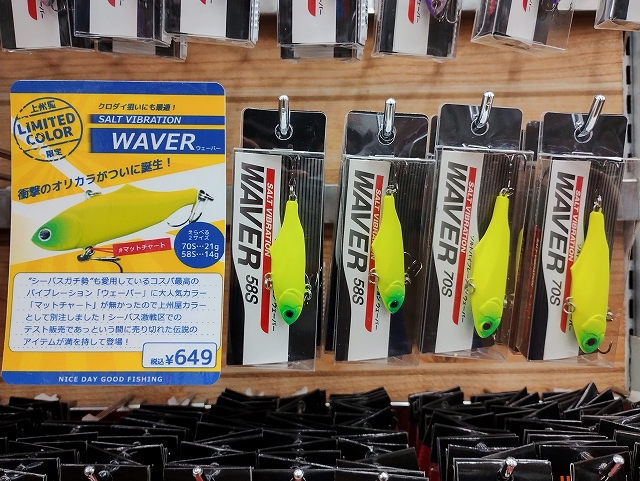 上州屋
LIMITED
COLOR
限定
クロダイ狙いにも最適！
SALT VIBRATION
WAVER ウェーバー
衝撃のオリカラがついに誕生！
#マットチャート
えらべる
2サイズ
70S…21g
58S…14g
"シーバスガチ勢"も愛用しているコスパ最高の
バイブレーション「ウェーバー」に大人気カラー
「マットチャート」が無かったので上州屋カラー
として別注しました！シーバス激戦区での
テスト販売であっという間に売り切れた伝説の
アイテムが満を持して登場！
税込¥649
NICE DAY GOOD FISHING
WAVER 58S
SALT VIBRATION
WAVER 58S
SALT VIBRATION
WAVER 70S
SALT VIBRATION
WAVER 70S
SALT VIBRATION